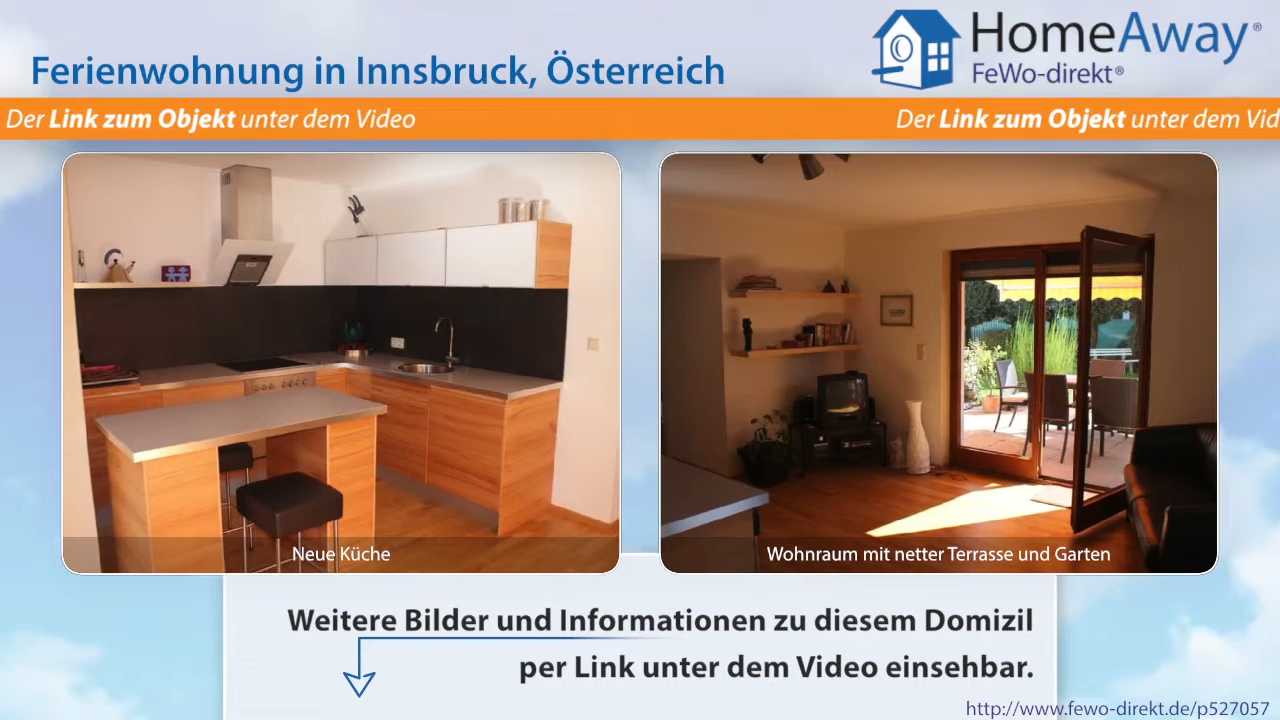 HomeAway®
FeWo-direkt®
Ferienwohnung in Innsbruck, Österreich
Der Link zum Objekt unter dem Video
Der Link zum Objekt unter dem Vid
Neue Küche
Wohnraum mit netter Terrasse und Garten
Weitere Bilder und Informationen zu diesem Domizil
per Link unter dem Video einsehbar.
http://www.fewo-direkt.de/p527057